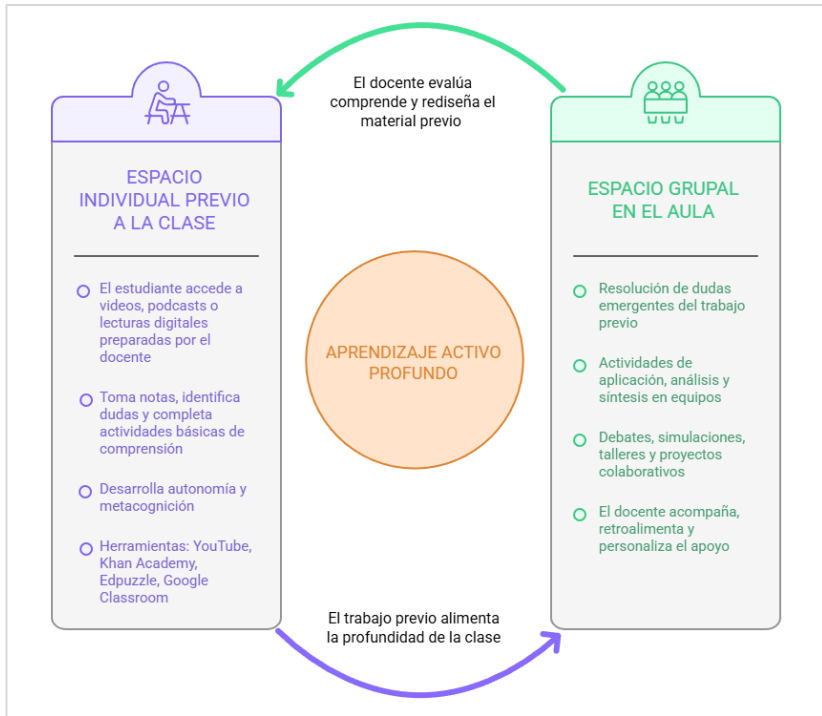 El docente evalúa
comprende y rediseña el
material previo
ESPACIO
INDIVIDUAL PREVIO
A LA CLASE
El estudiante accede a
videos, podcasts o
lecturas digitales
preparadas por el
docente
Toma notas, identifica
dudas y completa
actividades básicas de
comprensión
Desarrolla autonomía y
metacognición
Herramientas: YouTube,
Khan Academy,
Edpuzzle, Google
Classroom
APRENDIZAJE ACTIVO
PROFUNDO
ESPACIO GRUPAL
EN EL AULA
Resolución de dudas
emergentes del trabajo
previo
Actividades de
aplicación, análisis y
síntesis en equipos
Debates, simulaciones,
talleres y proyectos
colaborativos
El docente acompaña,
retroalimenta y
personaliza el apoyo
El trabajo previo alimenta
la profundidad de la clase